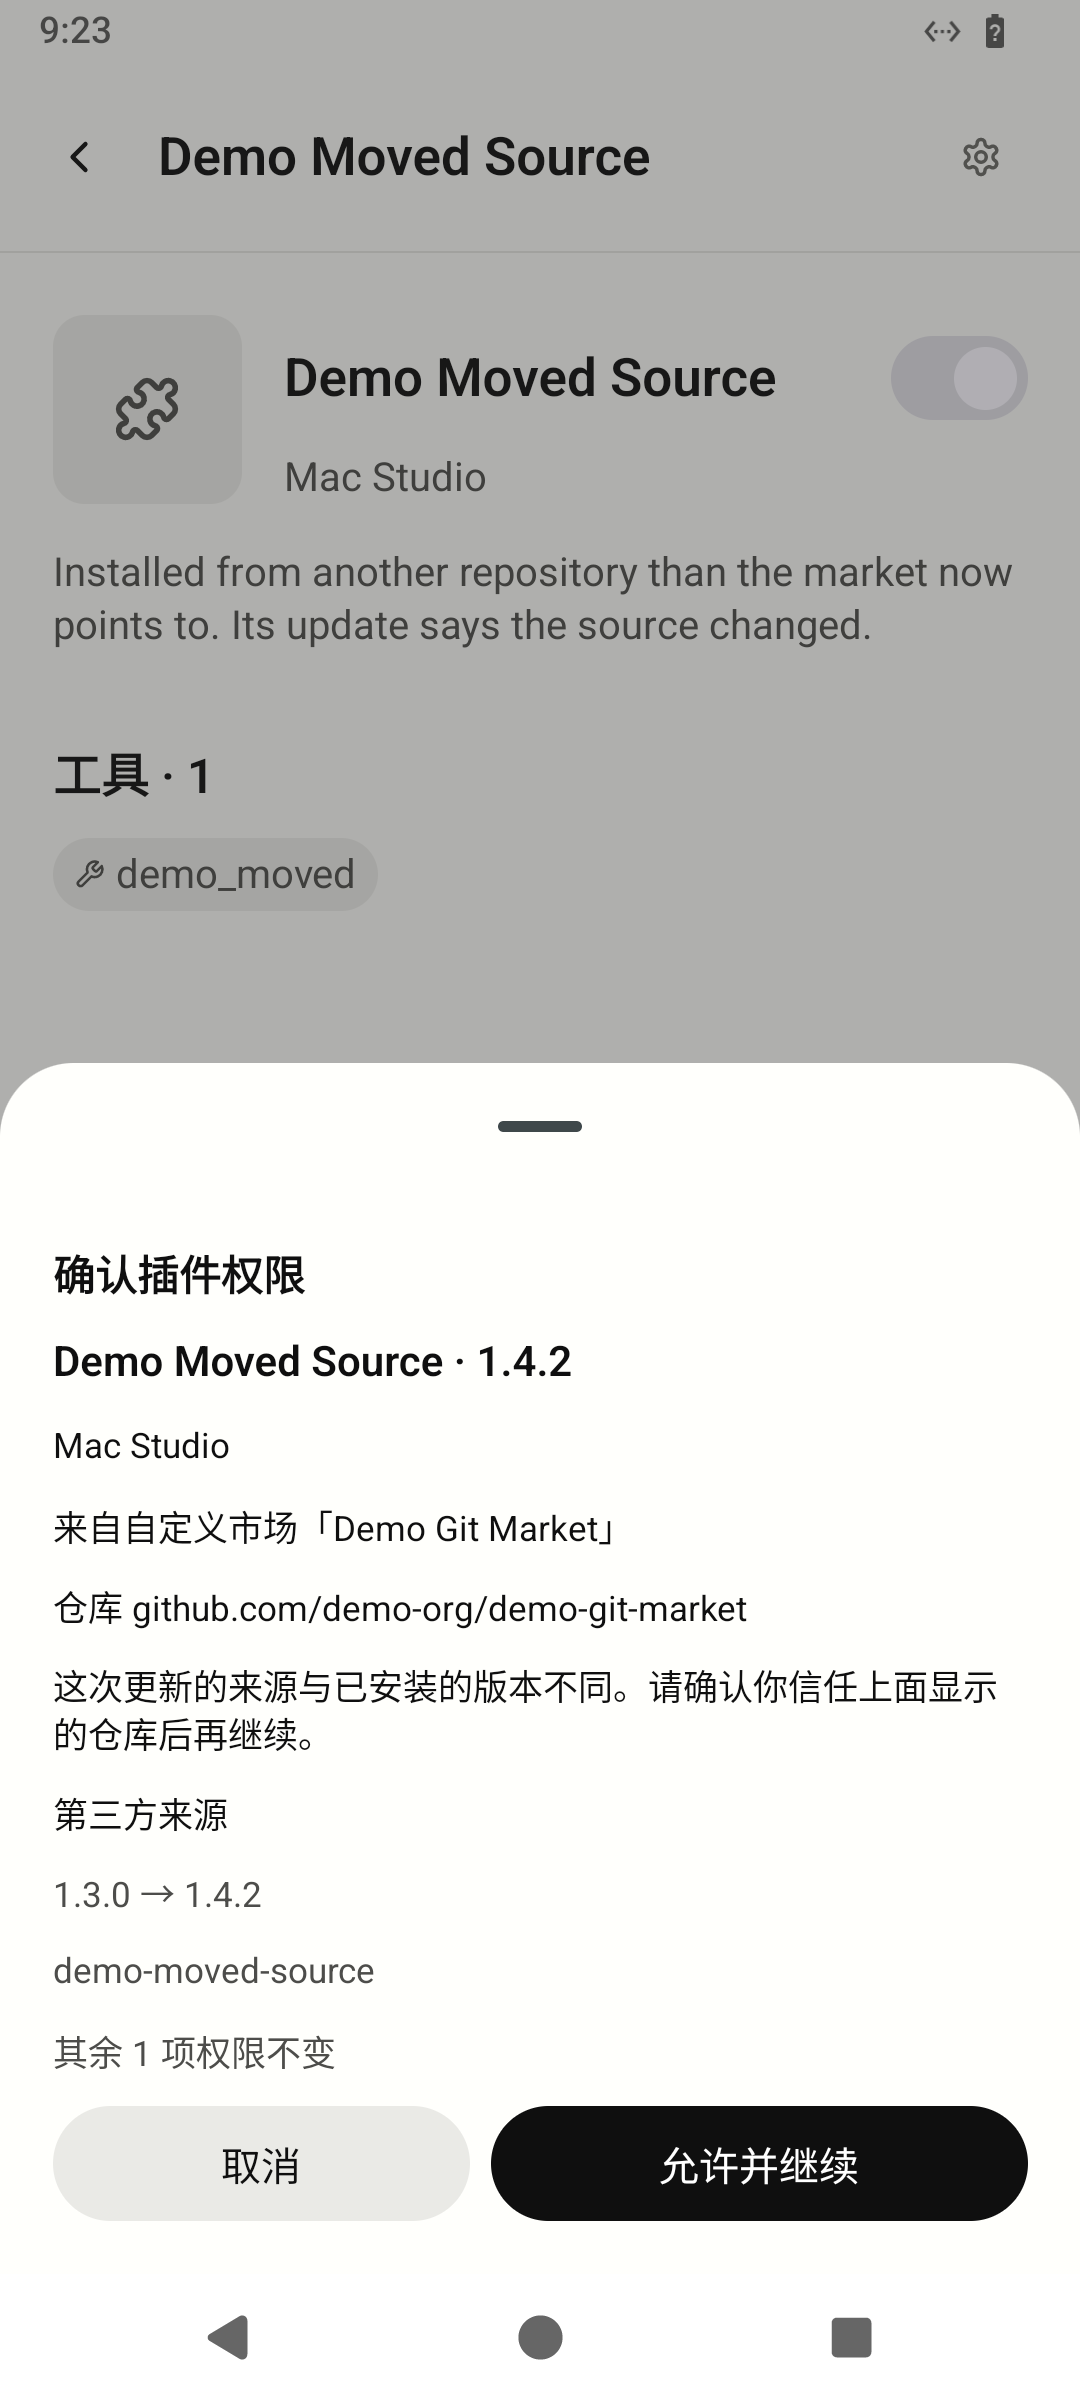 9:23
Demo Moved Source
Demo Moved Source
Mac Studio
Installed from another repository than the market now
points to. Its update says the source changed.
工具 · 1
demo_moved
确认插件权限
Demo Moved Source · 1.4.2
Mac Studio
来自自定义市场「Demo Git Market」
仓库 github.com/demo-org/demo-git-market
这次更新的来源与已安装的版本不同。请确认你信任上面显示
的仓库后再继续。
第三方来源
1.3.0 → 1.4.2
demo-moved-source
其余 1 项权限不变
取消
允许并继续